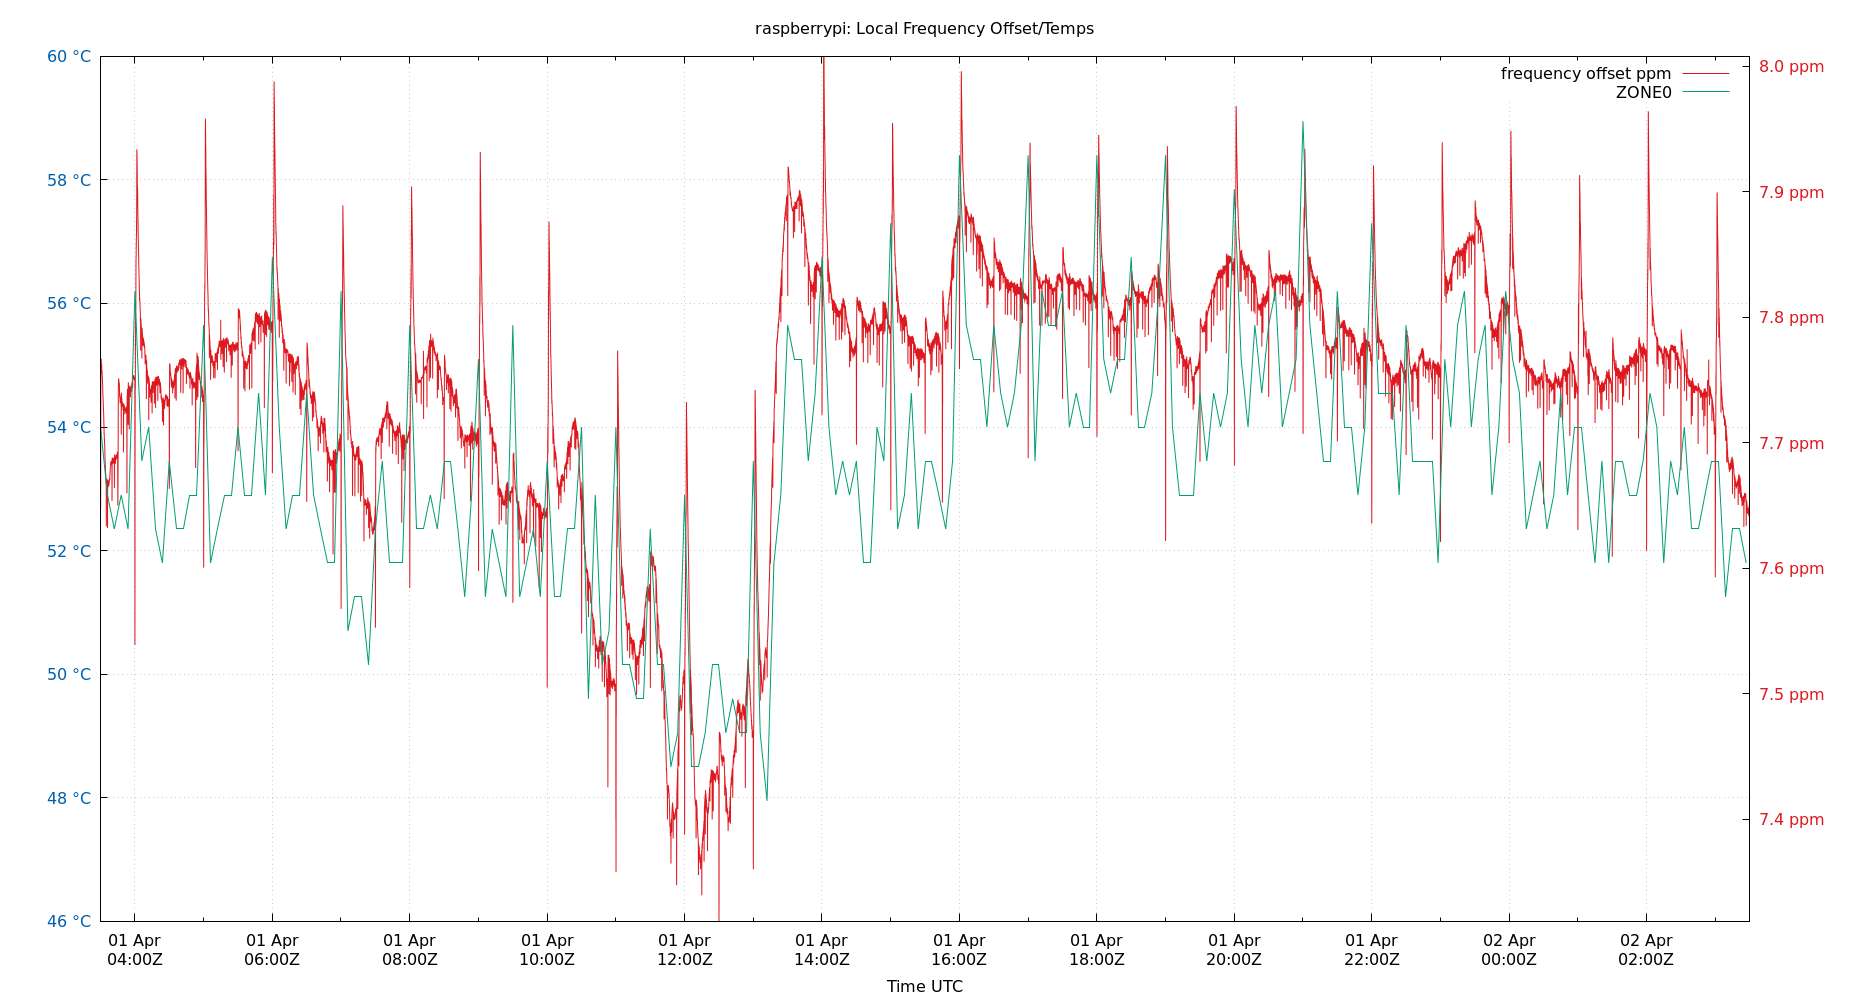 raspberrypi: Local Frequency Offset/Temps
60 °C
58 °C
56 °C
54 °C
52 °C
50 °C
48 °C
46 °C
8.0 ppm
7.9 ppm
7.8 ppm
7.7 ppm
7.6 ppm
7.5 ppm
7.4 ppm
frequency offset ppm
ZONE0
01 Apr 01 Apr 01 Apr 01 Apr 01 Apr 01 Apr 01 Apr 01 Apr 01 Apr 01 Apr 02 Apr 02 Apr
04:00Z 06:00Z 08:00Z 10:00Z 12:00Z 14:00Z 16:00Z 18:00Z 20:00Z 22:00Z 00:00Z 02:00Z
Time UTC